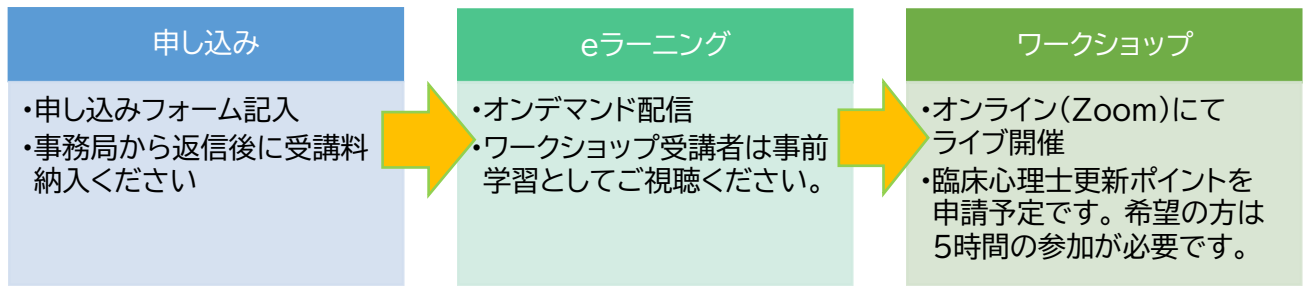 申し込み
・申し込みフォーム記入
・事務局から返信後に受講料
納入ください
eラーニング
・オンデマンド配信
・ワークショップ受講者は事前
学習としてご視聴ください。
ワークショップ
・オンライン(Zoom)にて
ライブ開催
・臨床心理士更新ポイントを
申請予定です。希望の方は
5時間の参加が必要です。